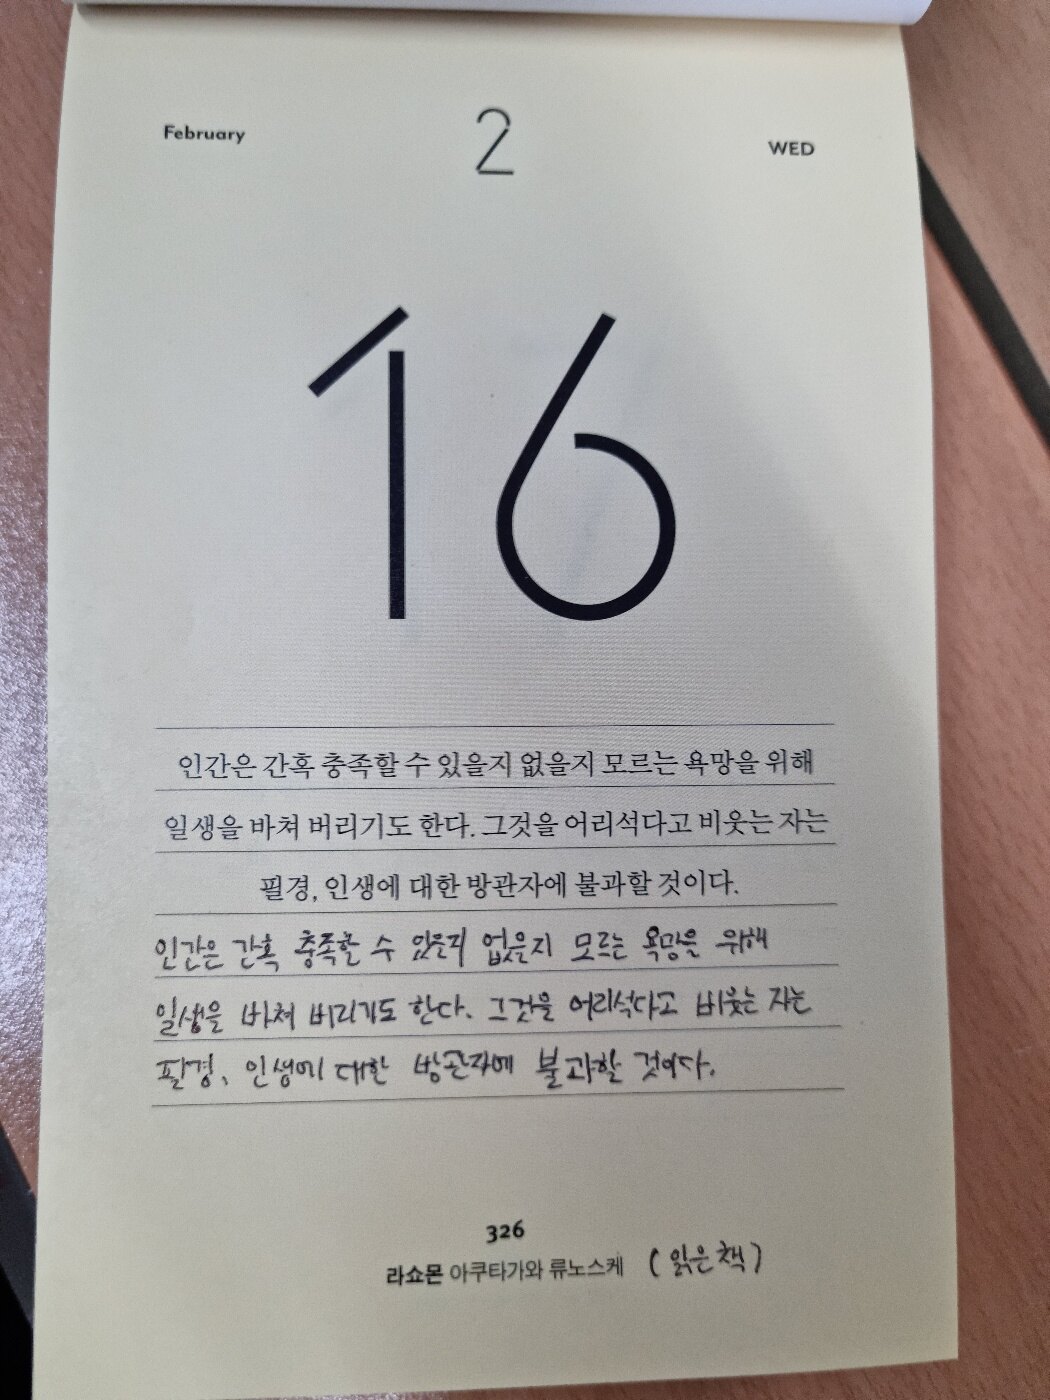 February 2 WED
16
인간은 간혹 충족할 수 있을지 없을지 모르는 욕망을 위해
일생을 바쳐 버리기도 한다. 그것을 어리석다고 비웃는 자는
필경, 인생에 대한 방관자에 불과할 것이다.
인간은 간혹 충족할 수 있을지 없을지 모르는 욕망을 위해
일생을 바쳐 버리기도 한다. 그것을 어리석다고 비웃는 자는
필경, 인생에 대한 방관자에 불과할 것이다.
326
라쇼몬 아쿠타가와 류노스케 (읽은 책)